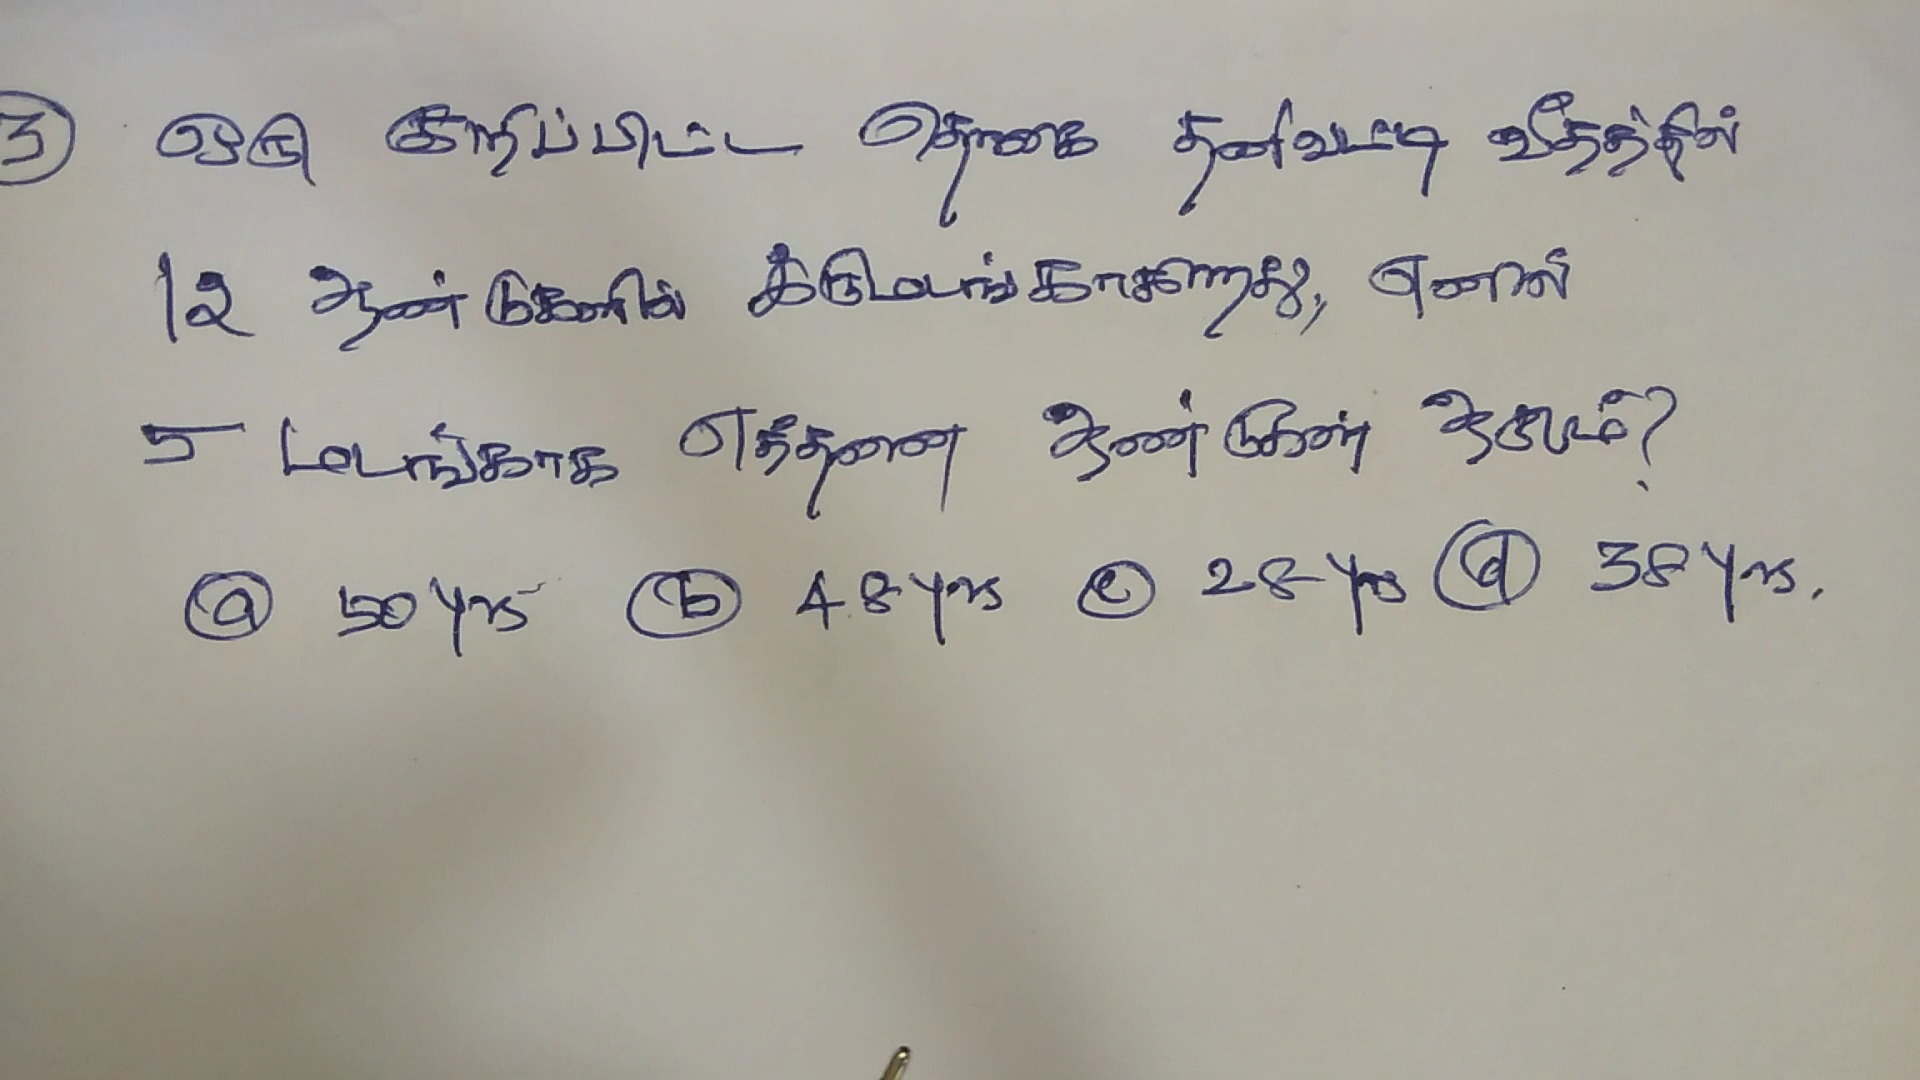 3 ஒரு குறிப்பிட்ட தொகை தனிவட்டி வீதத்தில்
12 ஆண்டுகளில் இருமடங்காகிறது, எனில்
5 மடங்காக எத்தனை ஆண்டுகள் ஆகும்?
a 50 yrs b 48 yrs c 28 yrs d 38 yrs.